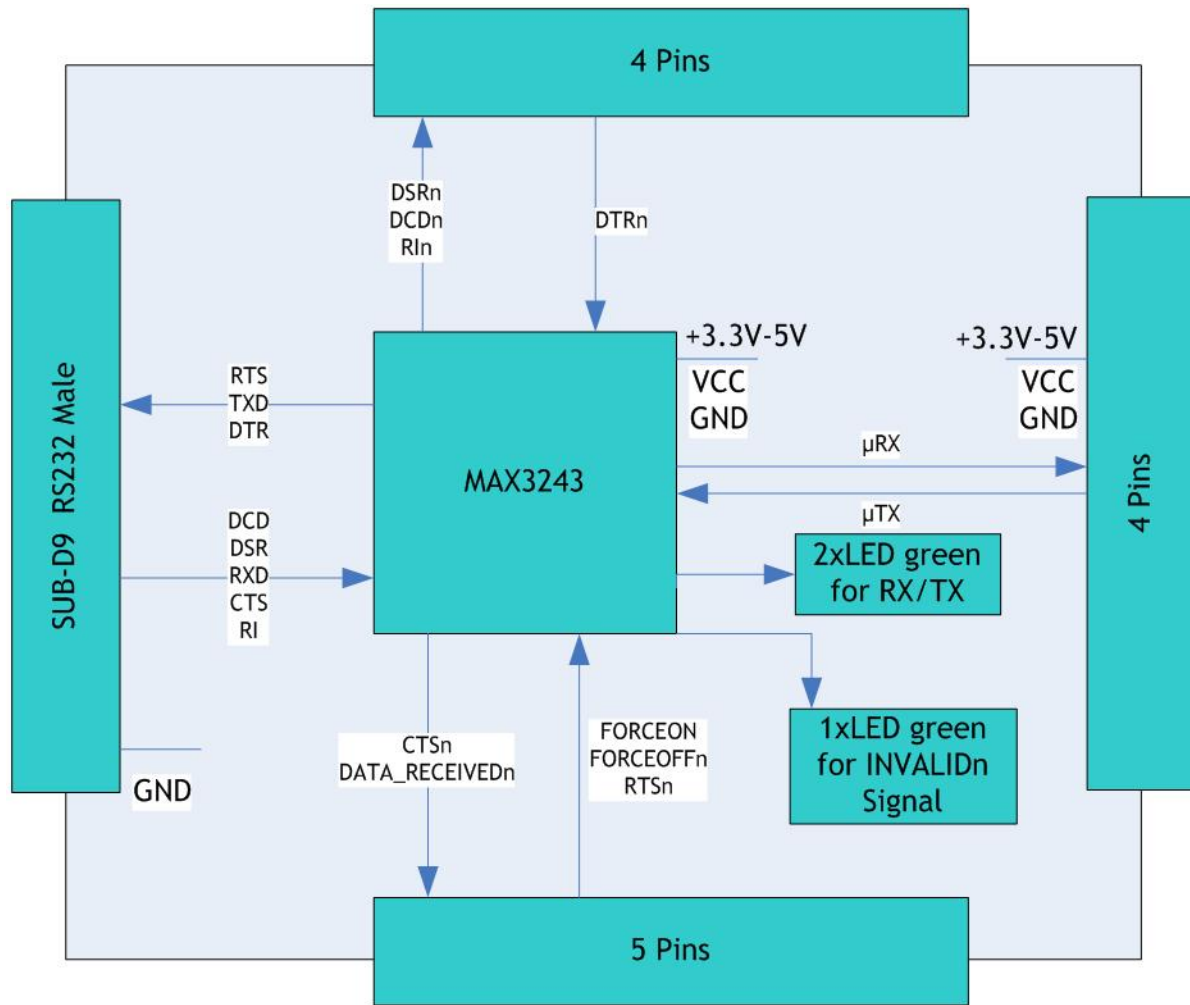 4 Pins
DSRn
DCDn
RIn
DTRn
+3.3V-5V
VCC
GND
+3.3V-5V
VCC
GND
SUB-D9 RS232 Male
RTS
TXD
DTR
MAX3243
µRX
µTX
4 Pins
DCD
DSR
RXD
CTS
RI
2xLED green
for RX/TX
GND
CTSn
DATA_RECEIVEDn
FORCEON
FORCEOFFn
RTSn
1xLED green
for INVALIDn
Signal
5 Pins